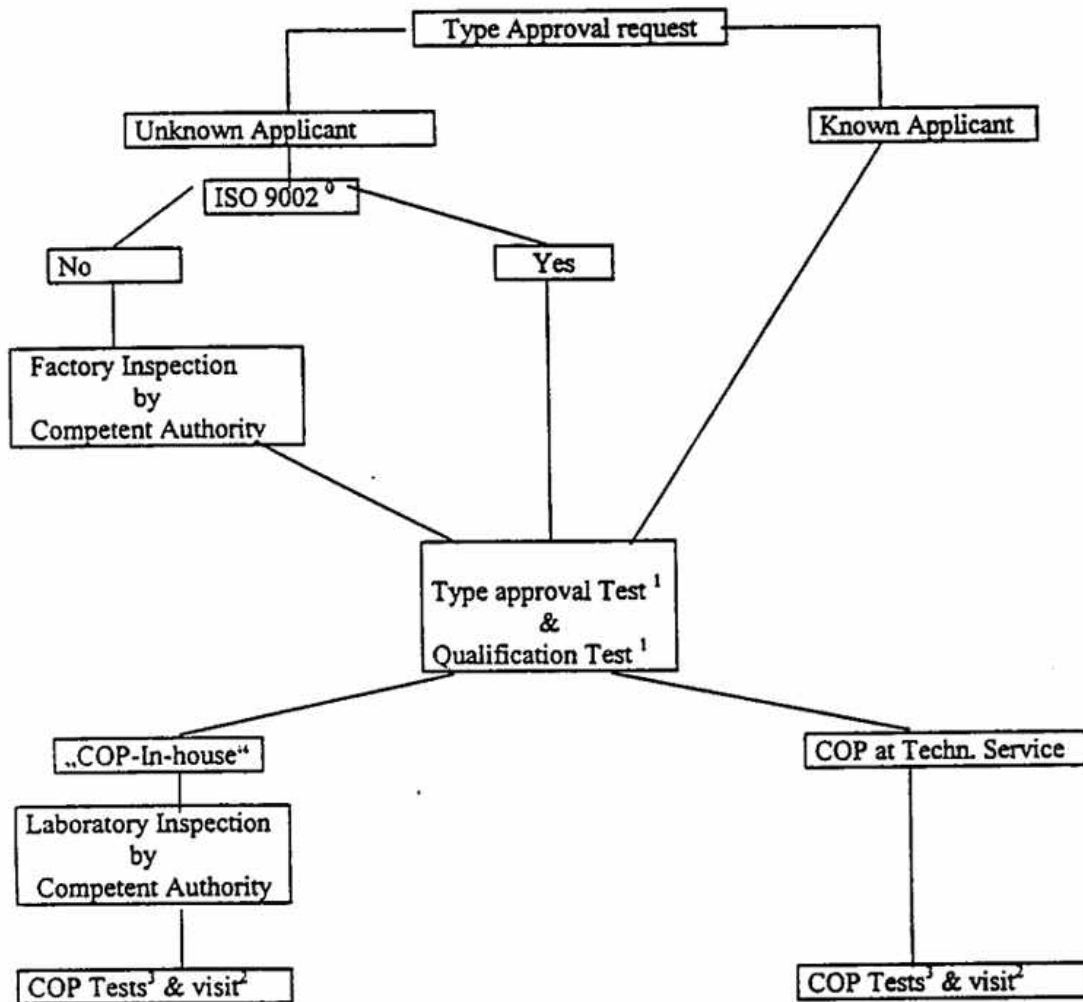 Type Approval request
Unknown Applicant
Known Applicant
ISO 9002 ⁰
No
Yes
Factory Inspection
by
Competent Authority
Type approval Test ¹
&
Qualification Test ¹
„COP-In-house“
COP at Techn. Service
Laboratory Inspection
by
Competent Authority
COP Tests³ & visit²
COP Tests³ & visit²